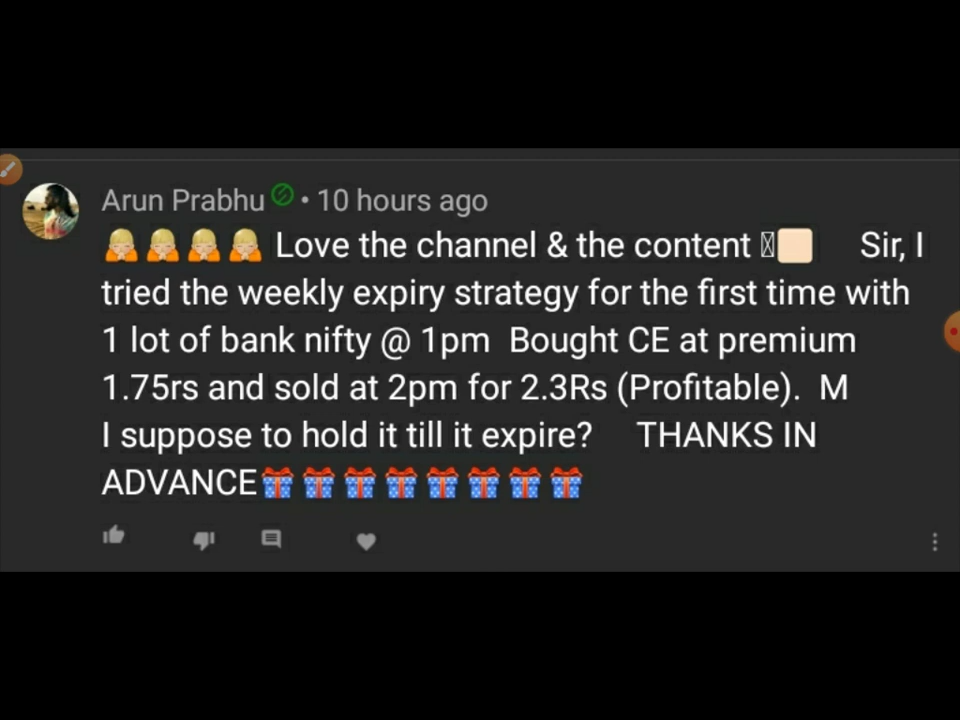 Arun Prabhu • 10 hours ago
🙏🏼🙏🏼🙏🏼🙏🏼 Love the channel & the content Sir, I
tried the weekly expiry strategy for the first time with
1 lot of bank nifty @ 1pm Bought CE at premium
1.75rs and sold at 2pm for 2.3Rs (Profitable). M
I suppose to hold it till it expire? THANKS IN
ADVANCE🎁🎁🎁🎁🎁🎁🎁🎁